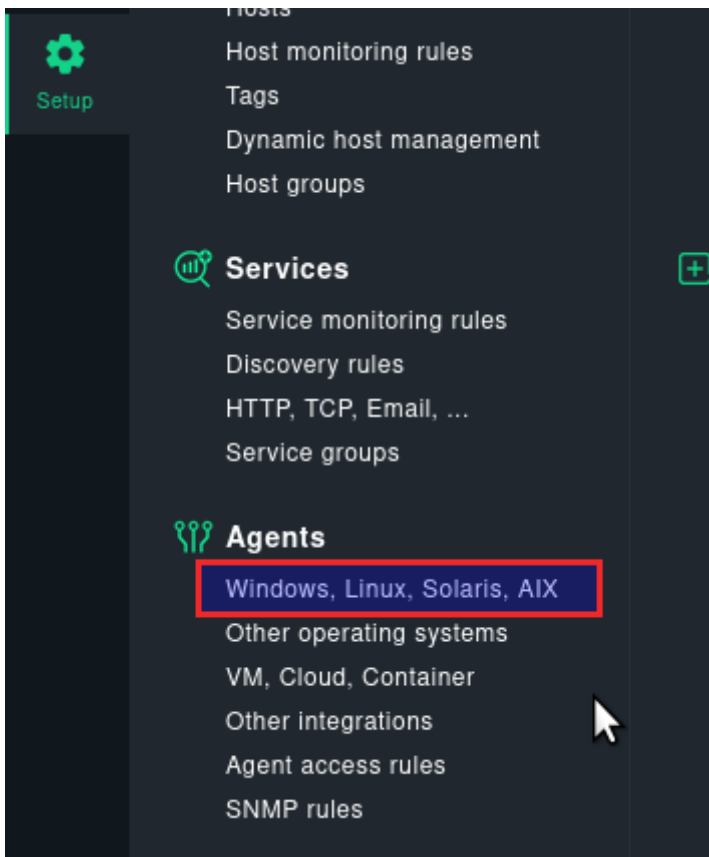 Hosts
Setup
Host monitoring rules
Tags
Dynamic host management
Host groups
Services
Service monitoring rules
Discovery rules
HTTP, TCP, Email, ...
Service groups
Agents
Windows, Linux, Solaris, AIX
Other operating systems
VM, Cloud, Container
Other integrations
Agent access rules
SNMP rules